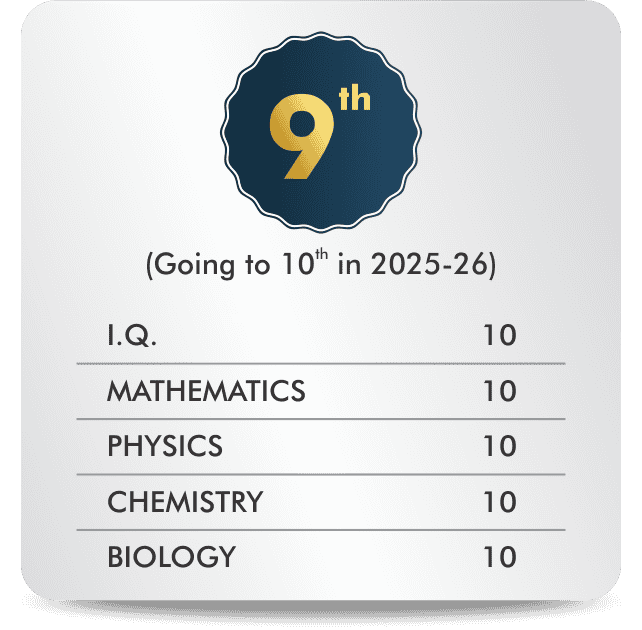 9th
(Going to 10th in 2025-26)
I.Q. 10
MATHEMATICS 10
PHYSICS 10
CHEMISTRY 10
BIOLOGY 10